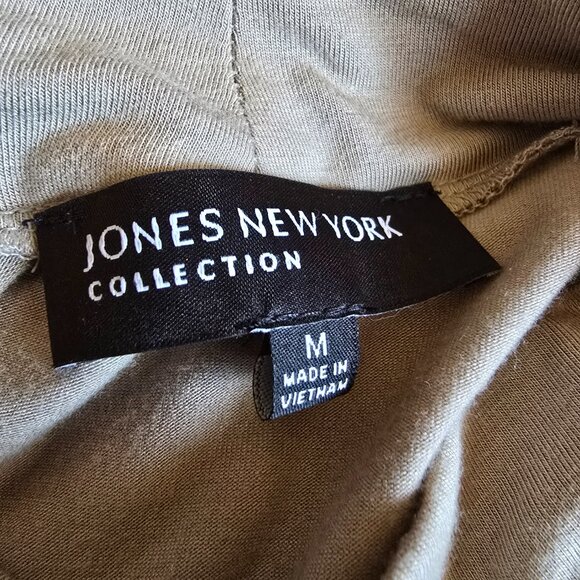 JONES NEW YORK
COLLECTION
M
MADE IN
VIETNAM